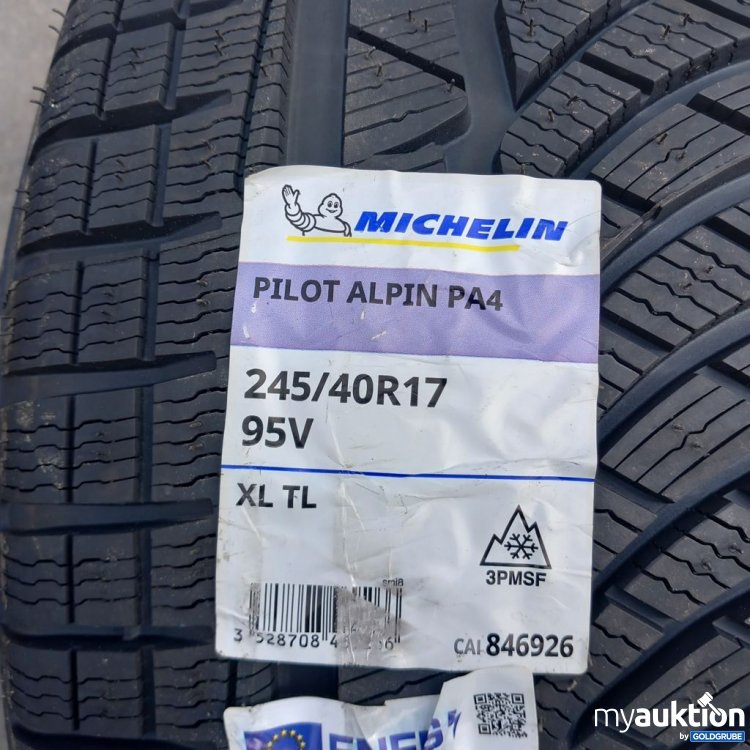 MICHELIN
PILOT ALPIN PA4
245/40R17
95V
XL TL
3PMSF
CAI 846926
myauktion
by GOLDGRUBE